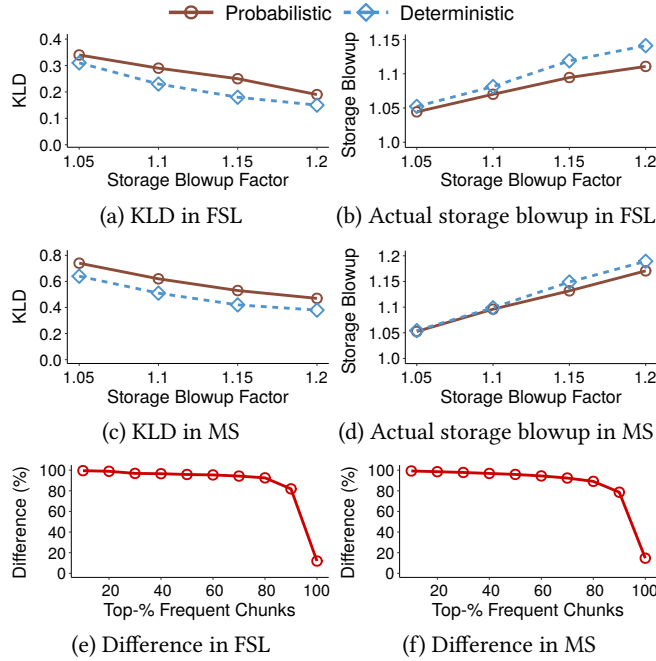 Probabilistic Deterministic
KLD
0.4
0.3
0.2
0.1
0.0
1.05 1.1 1.15 1.2
Storage Blowup Factor
(a) KLD in FSL
Storage Blowup
1.15
1.1
1.05
1.0
1.05 1.1 1.15 1.2
Storage Blowup Factor
(b) Actual storage blowup in FSL
KLD
0.8
0.6
0.4
0.2
0.0
1.05 1.1 1.15 1.2
Storage Blowup Factor
(c) KLD in MS
Storage Blowup
1.2
1.15
1.1
1.05
1.0
1.05 1.1 1.15 1.2
Storage Blowup Factor
(d) Actual storage blowup in MS
Difference (%)
100
80
60
40
20
0
20 40 60 80 100
Top-% Frequent Chunks
(e) Difference in FSL
Difference (%)
100
80
60
40
20
0
20 40 60 80 100
Top-% Frequent Chunks
(f) Difference in MS